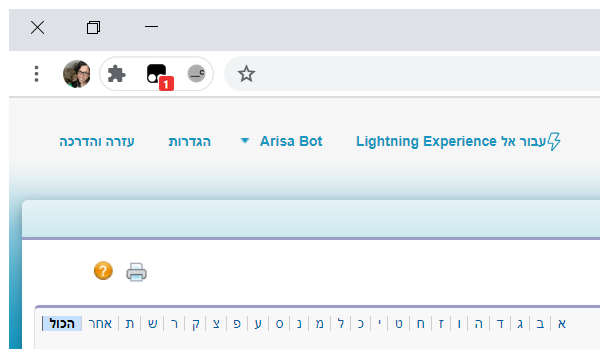 1
עבור אל Lightning Experience Arisa Bot הגדרות עזרה והדרכה
?
א ב ג ד ה ו ז ח ט י כ ל מ נ ס ע פ צ ק ר ש ת אחר הכול